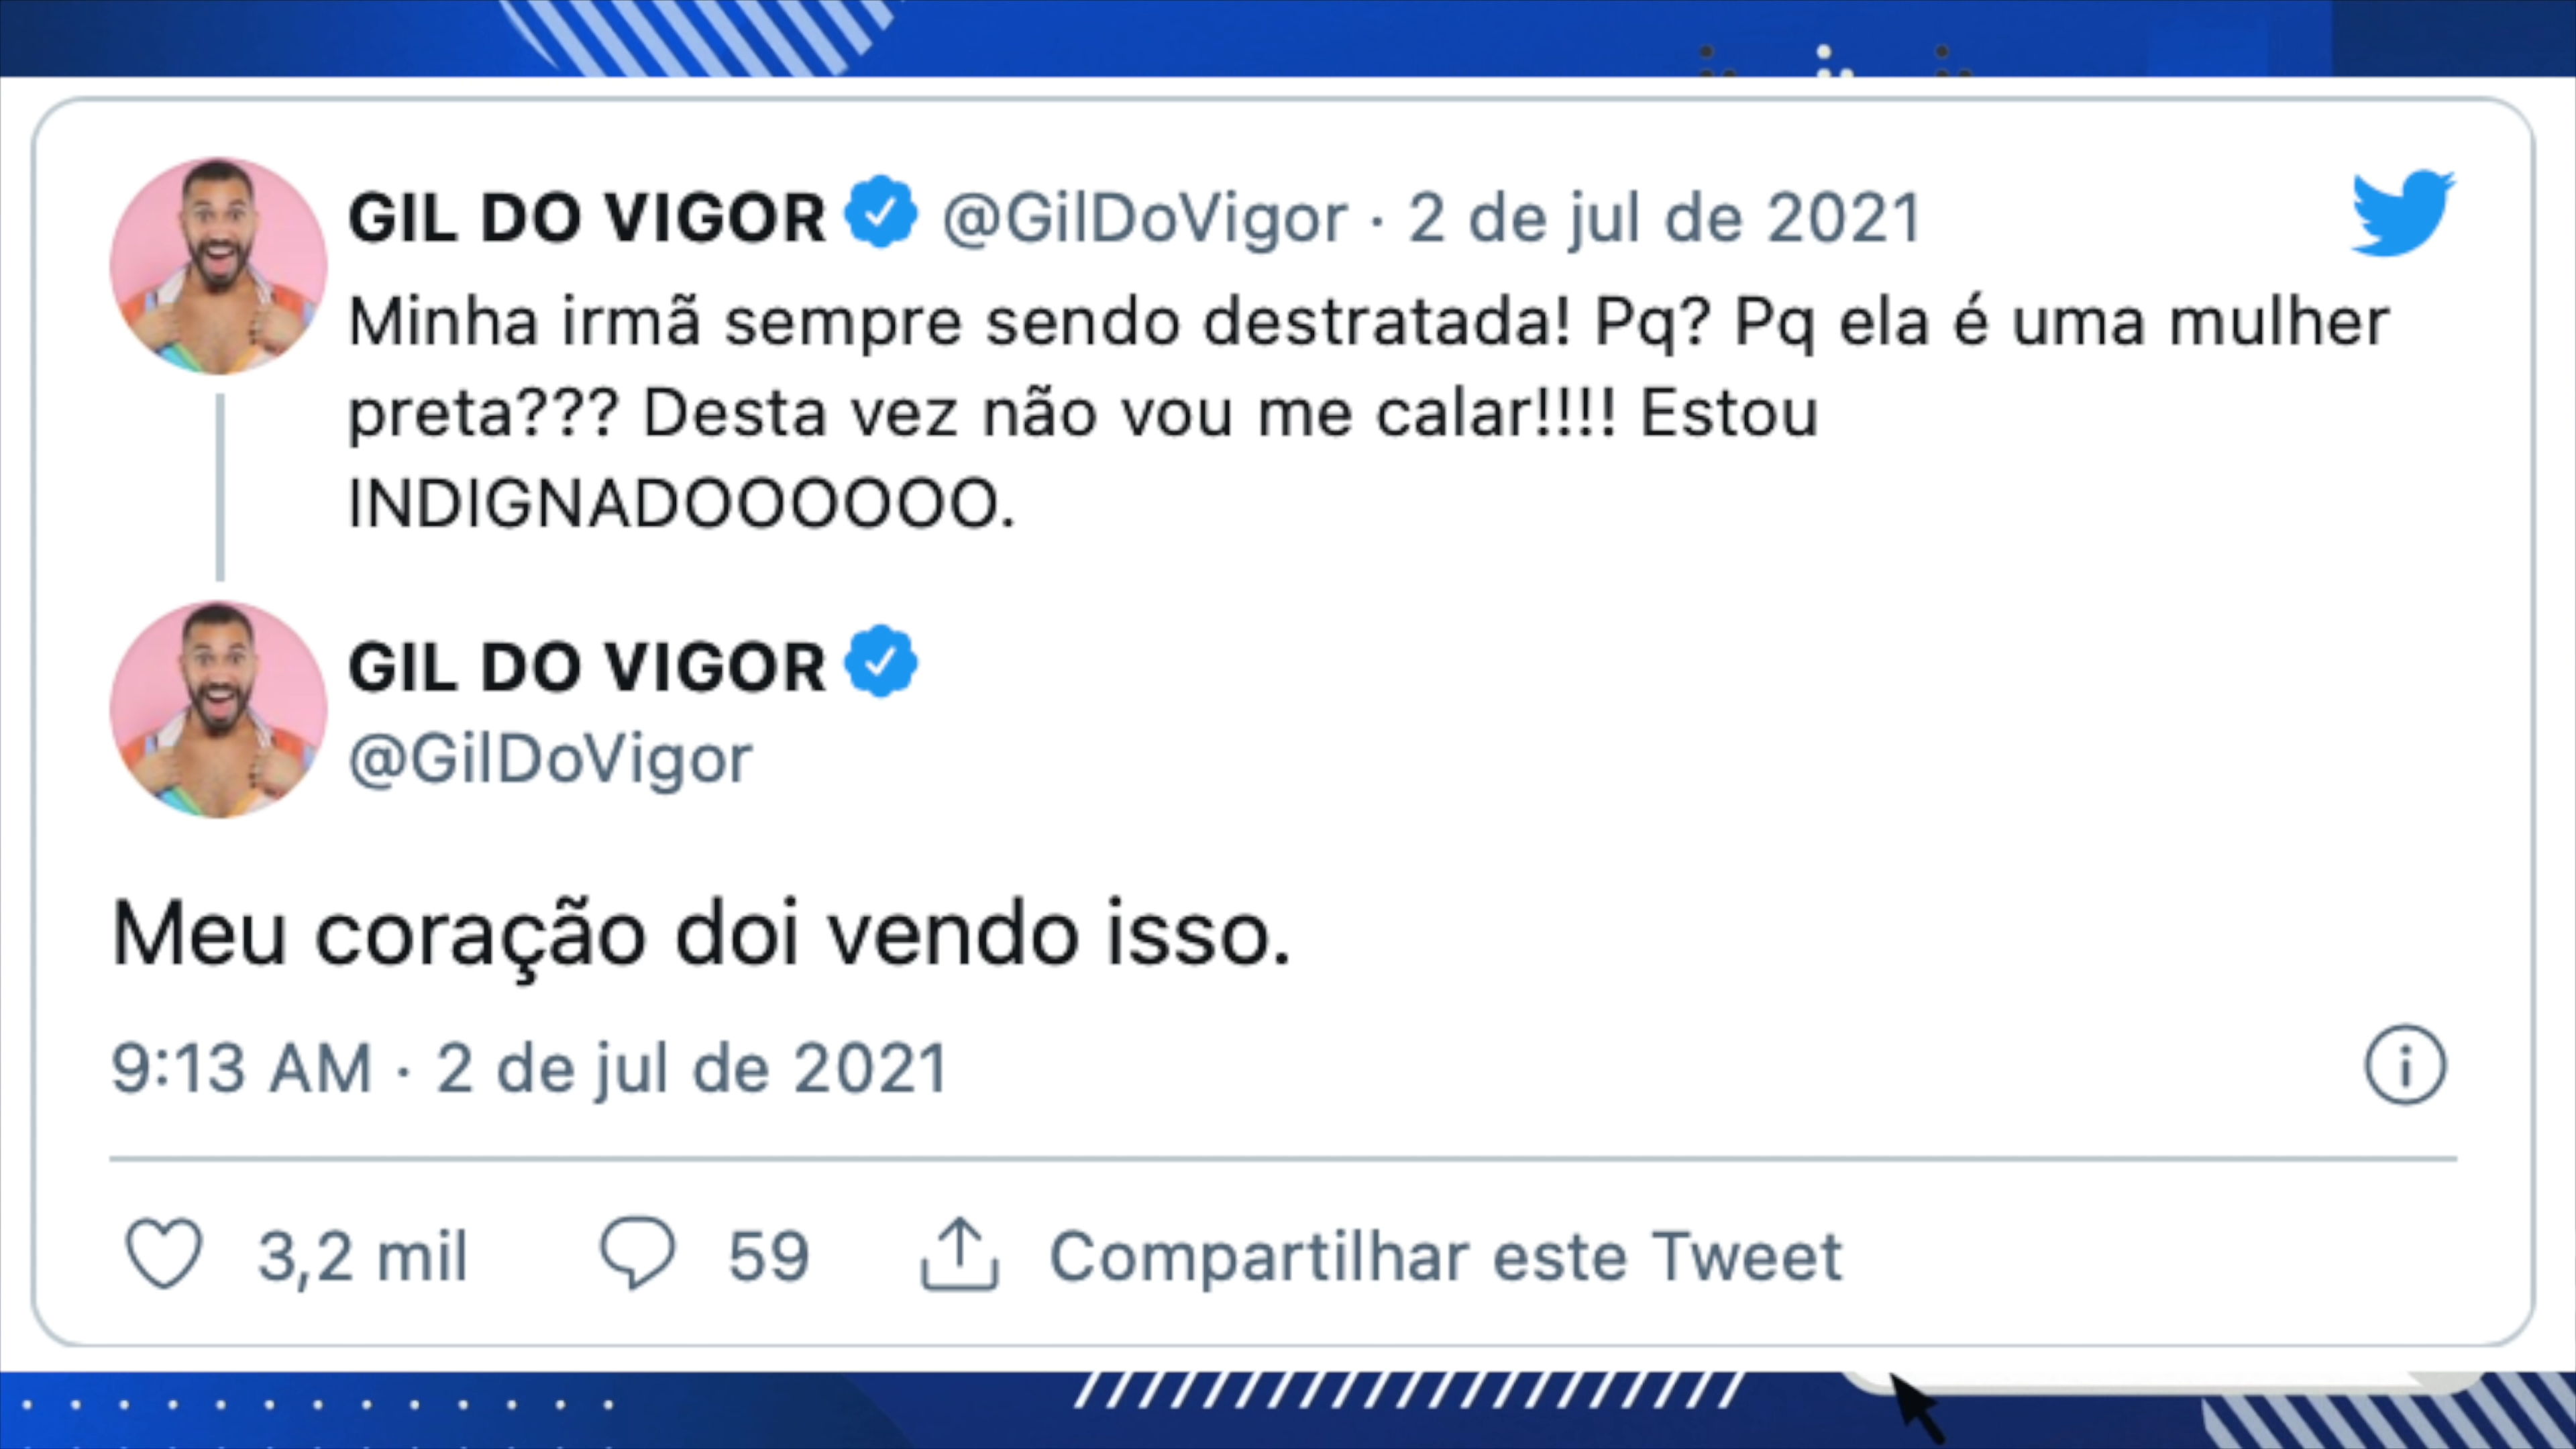 GIL DO VIGOR @GilDoVigor · 2 de jul de 2021
Minha irmã sempre sendo destratada! Pq? Pq ela é uma mulher
preta??? Desta vez não vou me calar!!!! Estou
INDIGNADOOOOOO.
GIL DO VIGOR
@GilDoVigor
Meu coração doi vendo isso.
9:13 AM · 2 de jul de 2021
3,2 mil 59 Compartilhar este Tweet